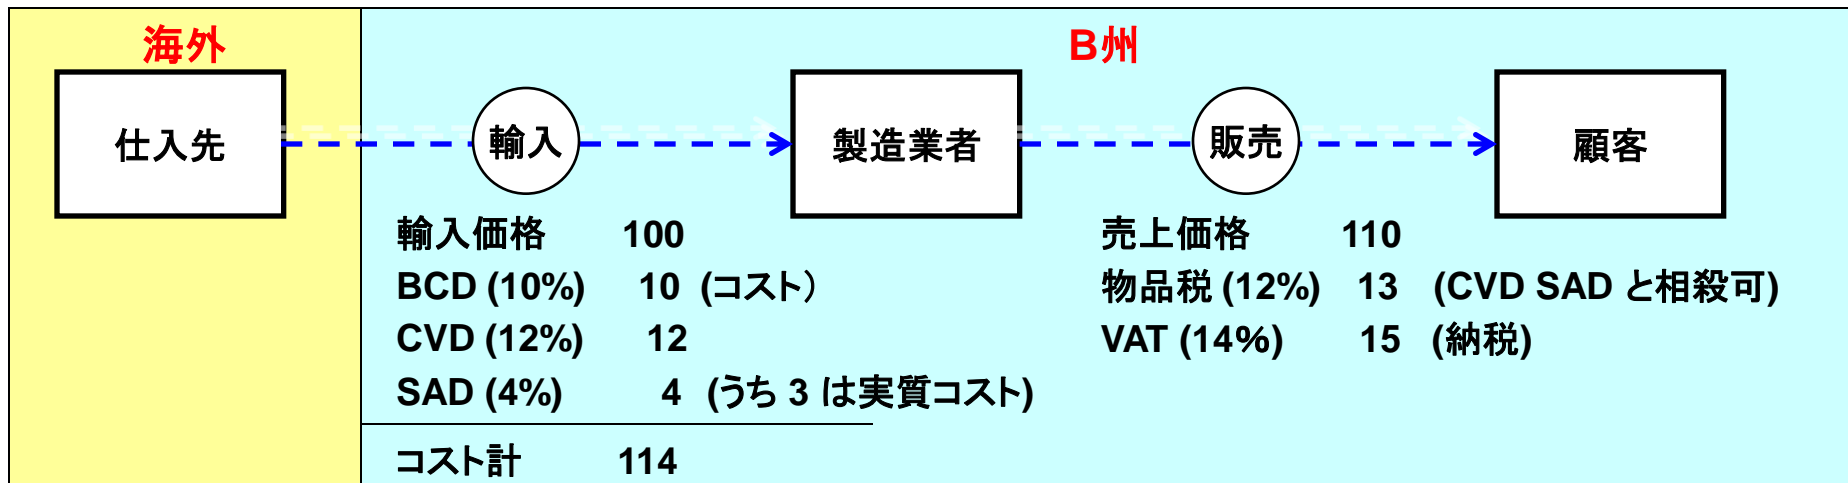 海外
B州
仕入先
輸入
製造業者
販売
顧客
輸入価格 100
BCD (10%) 10 (コスト)
CVD (12%) 12
SAD (4%) 4 (うち 3 は実質コスト)
コスト計 114
売上価格 110
物品税 (12%) 13 (CVD SAD と相殺可)
VAT (14%) 15 (納税)